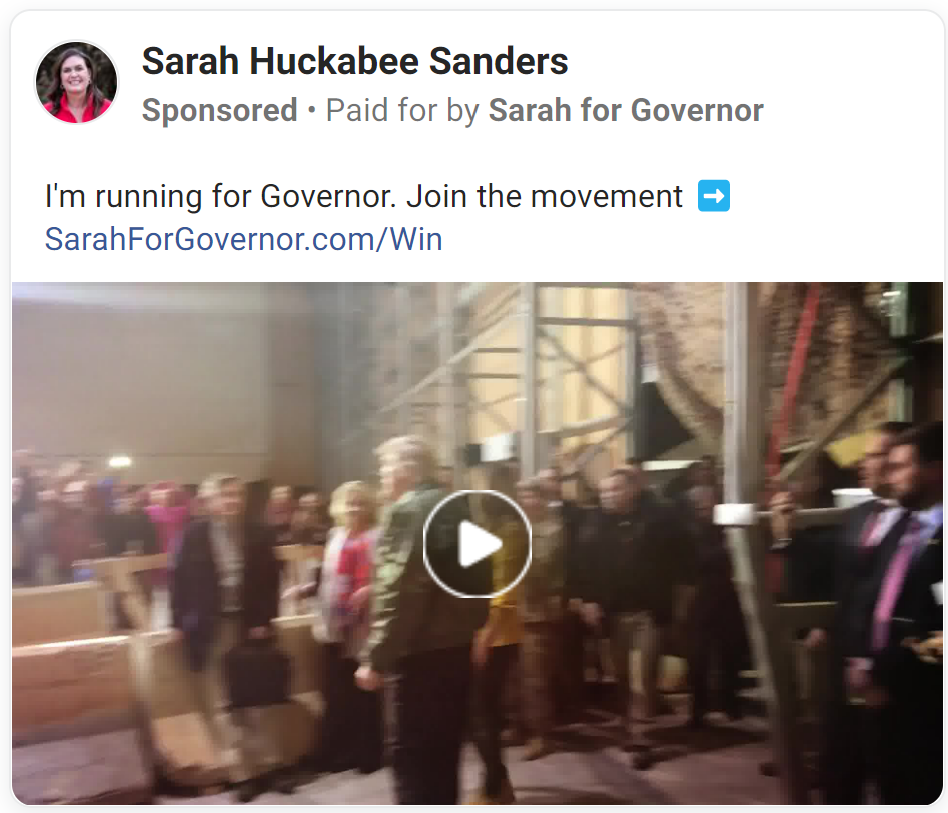 Sarah Huckabee Sanders
Sponsored • Paid for by Sarah for Governor
I'm running for Governor. Join the movement ➡️
SarahForGovernor.com/Win